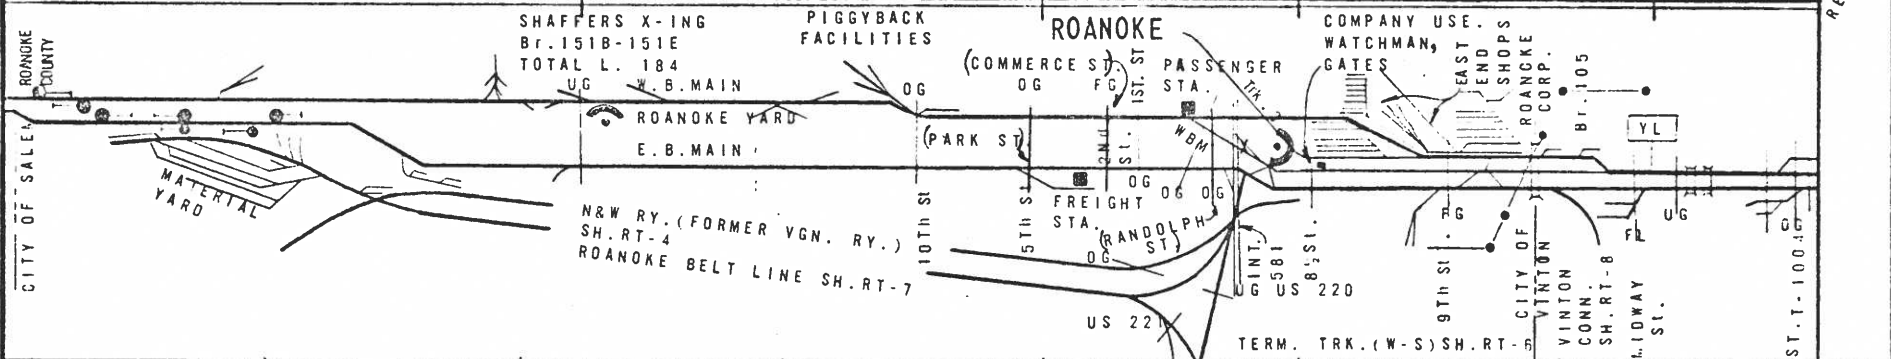 ROANOKE
COUNTY
CITY OF SALEM
SHAFFERS X-ING
Br.151B-151E
TOTAL L. 184
UG
W.B.MAIN
ROANOKE YARD
E.B.MAIN
MATERIAL
YARD
N&W RY.(FORMER VGN. RY.)
SH.RT-4
ROANOKE BELT LINE SH.RT-7
PIGGYBACK
FACILITIES
OG
10Th St
(PARK ST)
5Th St
ROANOKE
(COMMERCE ST)
OG
FG
1ST. ST
2Nd
St.
PASSENGER
STA.
Trk.
WBM
OG
OG
OG
FREIGHT
STA.
(RANDOLPH
ST)
OG
INT.
581
8½St.
UG US 220
US 221
TERM. TRK.(W-S)SH.RT-6
COMPANY USE.
WATCHMAN,
GATES
EAST
END
SHOPS
ROANOKE
CORP.
Br.105
YL
FG
9Th St.
CITY OF
VINTON
VINTON
CONN.
SH.RT-8
FL
MIDWAY
St.
UG
OG
ST.T-1004